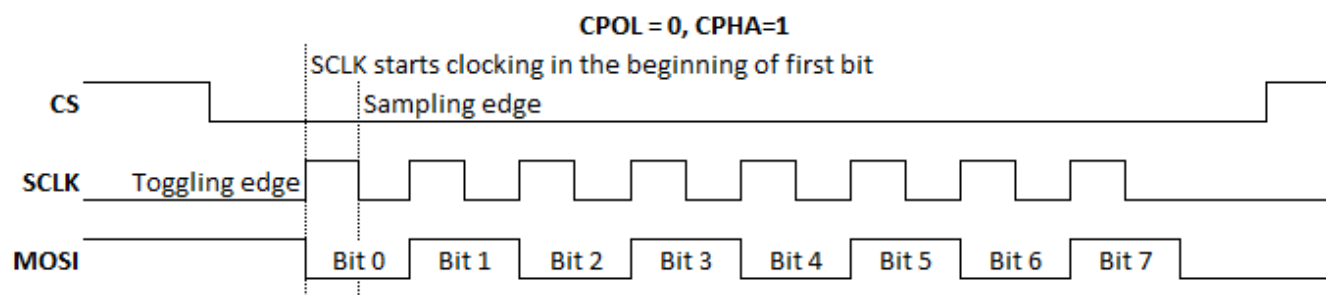 CPOL = 0, CPHA=1
SCLK starts clocking in the beginning of first bit
CS
Sampling edge
SCLK
Toggling edge
MOSI
Bit 0 Bit 1 Bit 2 Bit 3 Bit 4 Bit 5 Bit 6 Bit 7